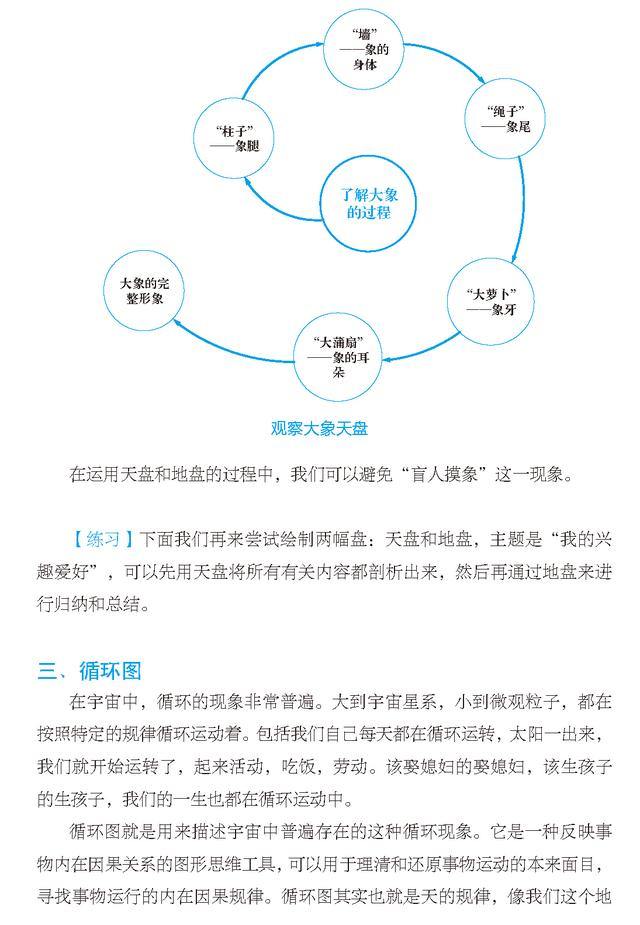 “墙”
——象的
身体
“绳子”
——象尾
“柱子”
——象腿
了解大象
的过程
大象的完
整形象
“大萝卜”
——象牙
“大蒲扇”
——象的耳
朵
观察大象天盘
在运用天盘和地盘的过程中，我们可以避免“盲人摸象”这一现象。
【练习】下面我们再来尝试绘制两幅盘：天盘和地盘，主题是“我的兴
趣爱好”，可以先用天盘将所有有关内容都剖析出来，然后再通过地盘来进
行归纳和总结。
三、循环图
在宇宙中，循环的现象非常普遍。大到宇宙星系，小到微观粒子，都在
按照特定的规律循环运动着。包括我们自己每天都在循环运转，太阳一出来，
我们就开始运转了，起来活动，吃饭，劳动。该娶媳妇的娶媳妇，该生孩子
的生孩子，我们的一生也都在循环运动中。
循环图就是用来描述宇宙中普遍存在的这种循环现象。它是一种反映事
物内在因果关系的图形思维工具，可以用于理清和还原事物运动的本来面目，
寻找事物运行的内在因果规律。循环图其实也就是天的规律，像我们这个地